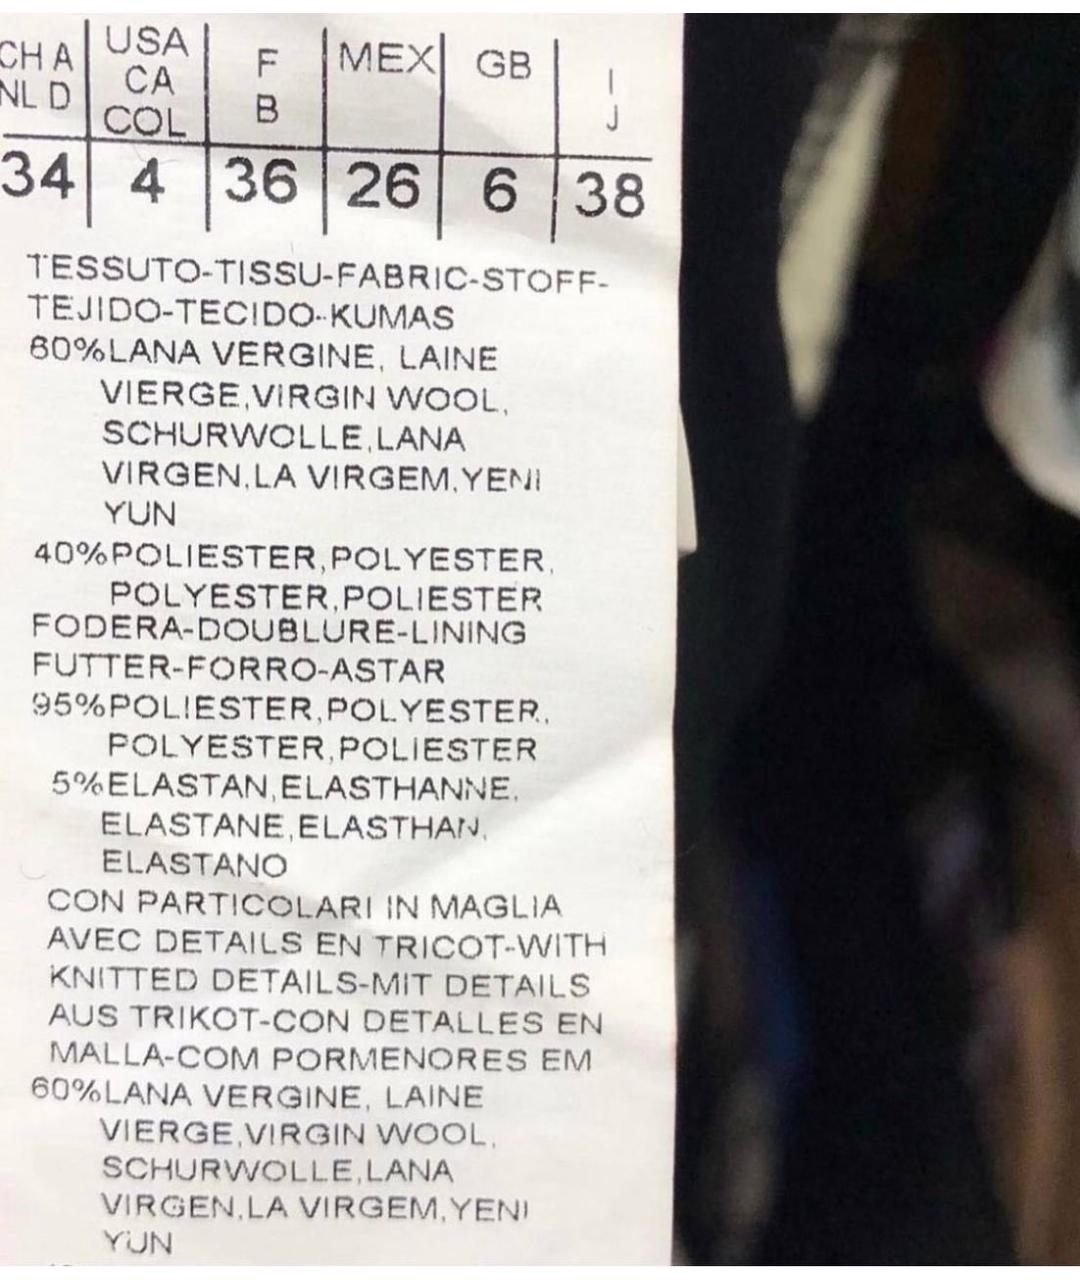 CH A | USA | F | MEX | GB | I
NL D | CA | B | J
COL
34 | 4 | 36 | 26 | 6 | 38
TESSUTO-TISSU-FABRIC-STOFF-
TEJIDO-TECIDO-KUMAS
60%LANA VERGINE, LAINE
VIERGE,VIRGIN WOOL,
SCHURWOLLE,LANA
VIRGEN,LA VIRGEM,YENI
YUN
40%POLIESTER,POLYESTER,
POLYESTER,POLIESTER
FODERA-DOUBLURE-LINING
FUTTER-FORRO-ASTAR
95%POLIESTER,POLYESTER,
POLYESTER,POLIESTER
5%ELASTAN,ELASTHANNE,
ELASTANE,ELASTHAN,
ELASTANO
CON PARTICOLARI IN MAGLIA
AVEC DETAILS EN TRICOT-WITH
KNITTED DETAILS-MIT DETAILS
AUS TRIKOT-CON DETALLES EN
MALLA-COM PORMENORES EM
60%LANA VERGINE, LAINE
VIERGE,VIRGIN WOOL,
SCHURWOLLE,LANA
VIRGEN,LA VIRGEM,YENI
YUN